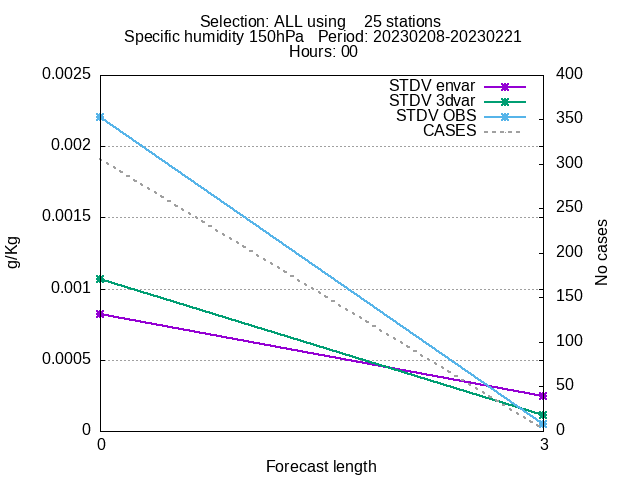 Selection: ALL using    25 stations
Specific humidity 150hPa   Period: 20230208-20230221
Hours: 00
0.0025
0.002
0.0015
0.001
0.0005
0
g/Kg
STDV envar
STDV 3dvar
STDV OBS
CASES
400
350
300
250
200
150
100
50
0
No cases
0
3
Forecast length